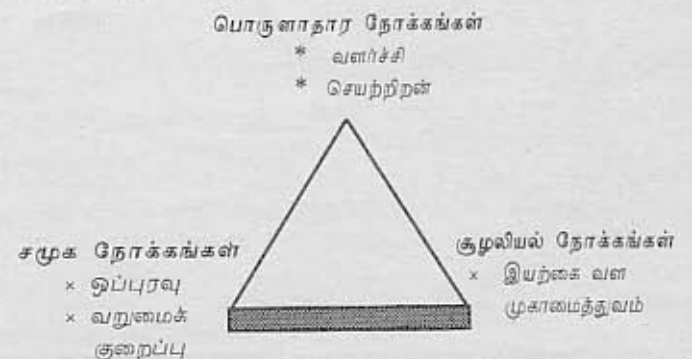 பொருளாதார நோக்கங்கள்
* வளர்ச்சி
* செயற்றிறன்
சமுக நோக்கங்கள்
× ஒப்புரவு
× வறுமைக்
குறைப்பு
சூழலியல் நோக்கங்கள்
× இயற்கை வள
முகாமைத்துவம்